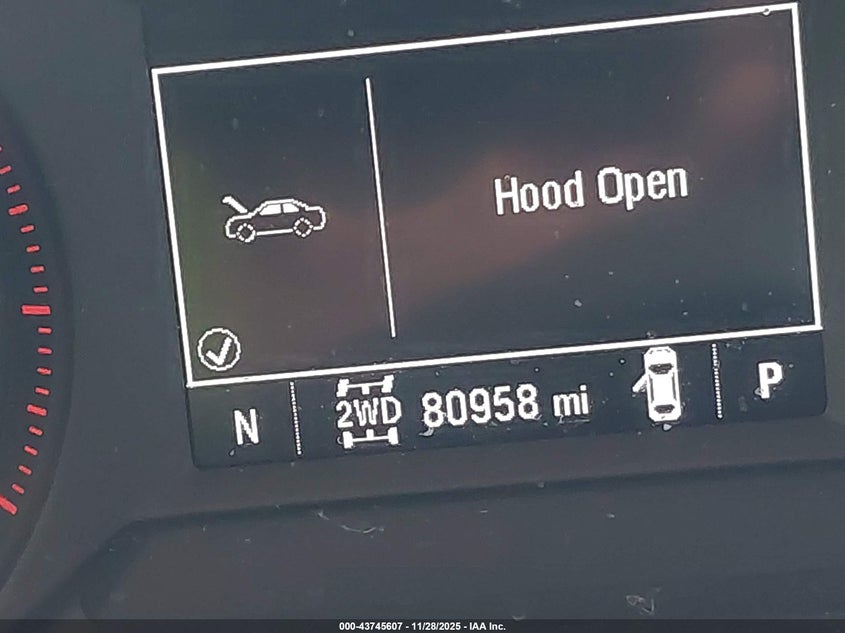 Hood Open
N 2WD 80958 mi P
000-43745607 - 11/28/2025 - IAA Inc.